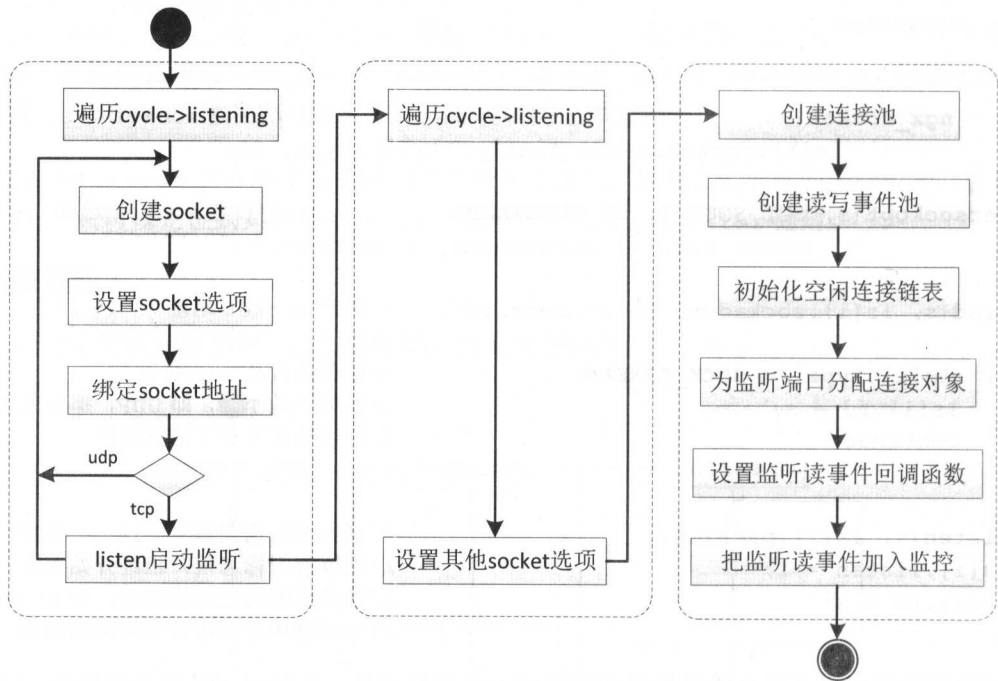 遍历cycle->listening
创建socket
设置socket选项
绑定socket地址
udp
tcp
listen启动监听
遍历cycle->listening
设置其他socket选项
创建连接池
创建读写事件池
初始化空闲连接链表
为监听端口分配连接对象
设置监听读事件回调函数
把监听读事件加入监控